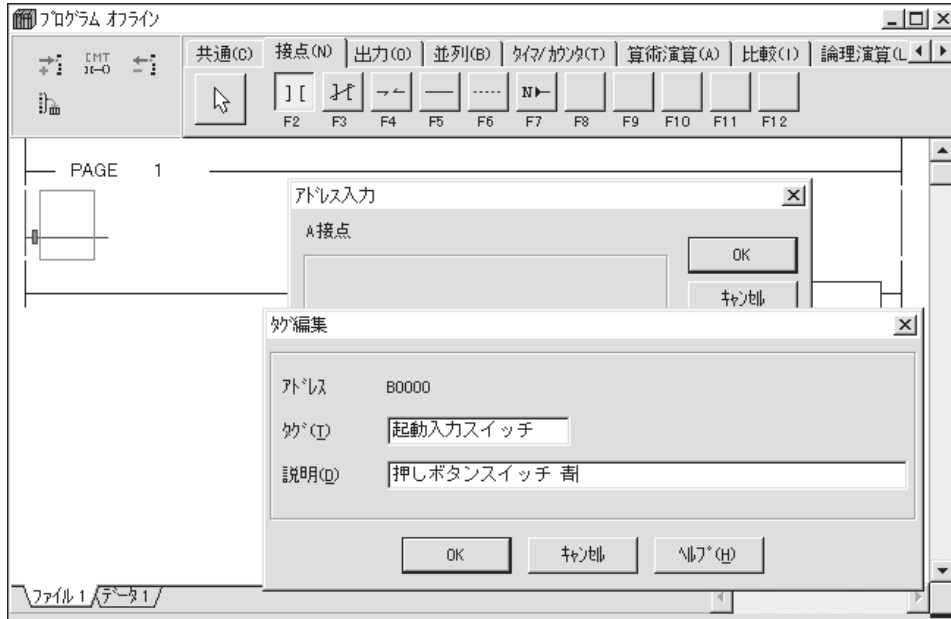 プログラム オフライン
EMT
共通(C) 接点(N) 出力(O) 並列(B) タイマ/カウンタ(T) 算術演算(A) 比較(I) 論理演算(L
N
F2 F3 F4 F5 F6 F7 F8 F9 F10 F11 F12
PAGE 1
アドレス入力
A接点
OK
キャンセル
タグ編集
アドレス B0000
タグ(T) 起動入力スイッチ
説明(D) 押しボタンスイッチ 青
OK キャンセル ヘルプ(H)
ファイル 1 データ 1